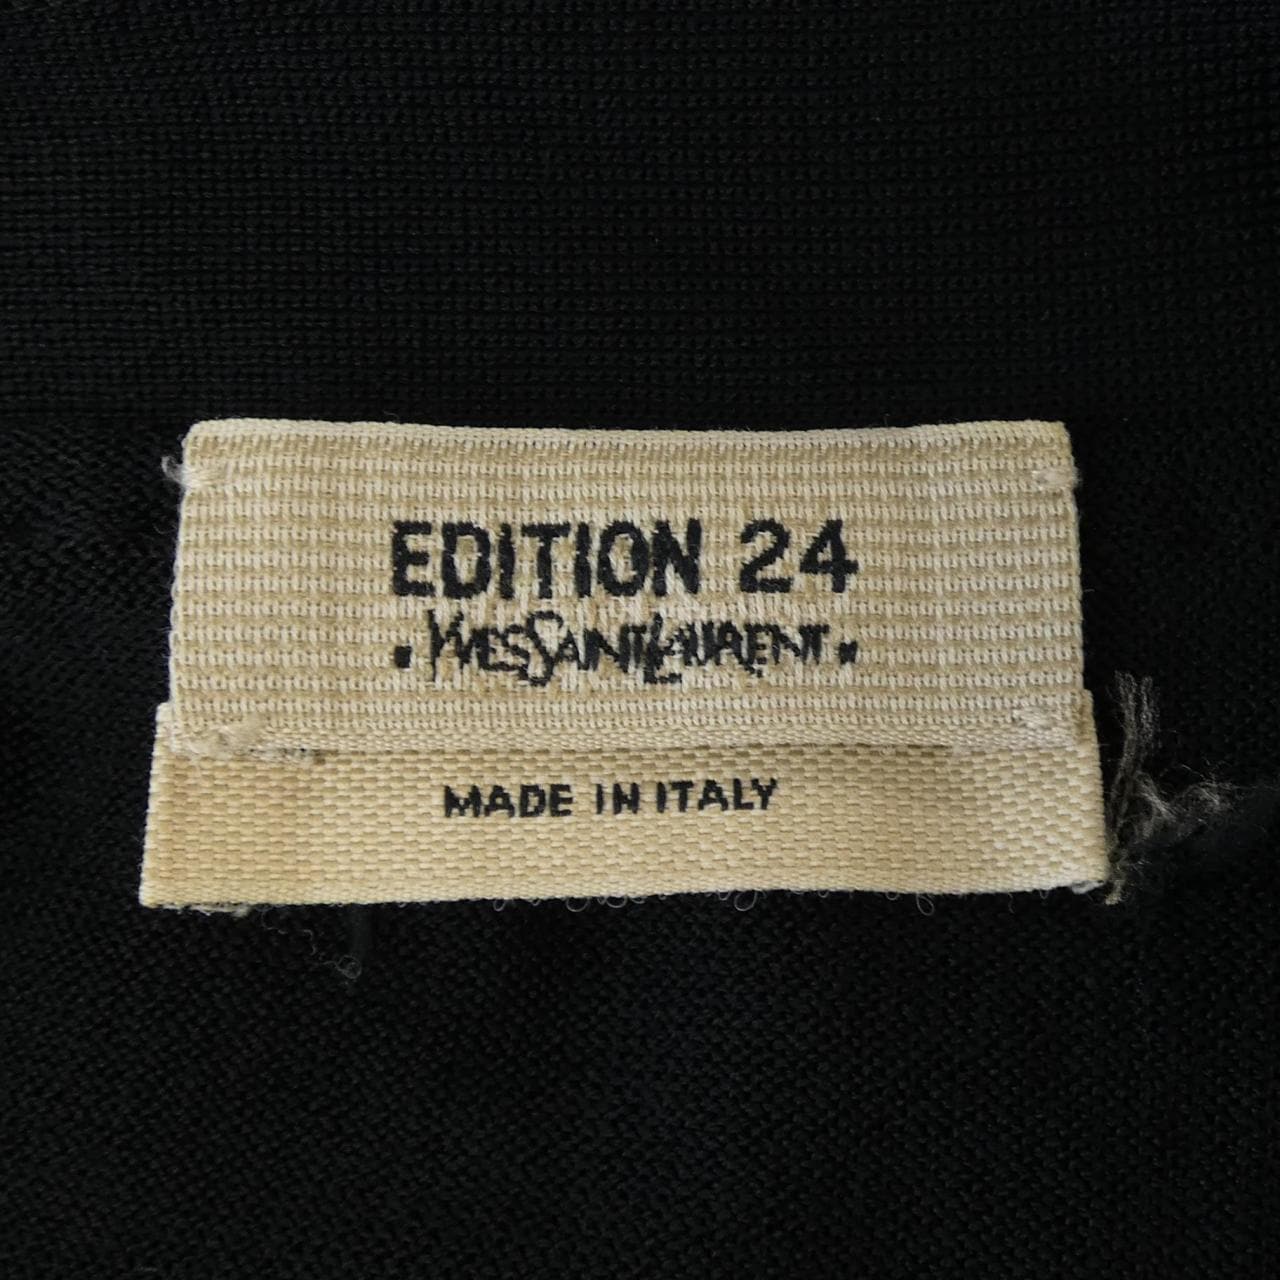 EDITION 24
· YVESSAINTLAURENT ·
MADE IN ITALY